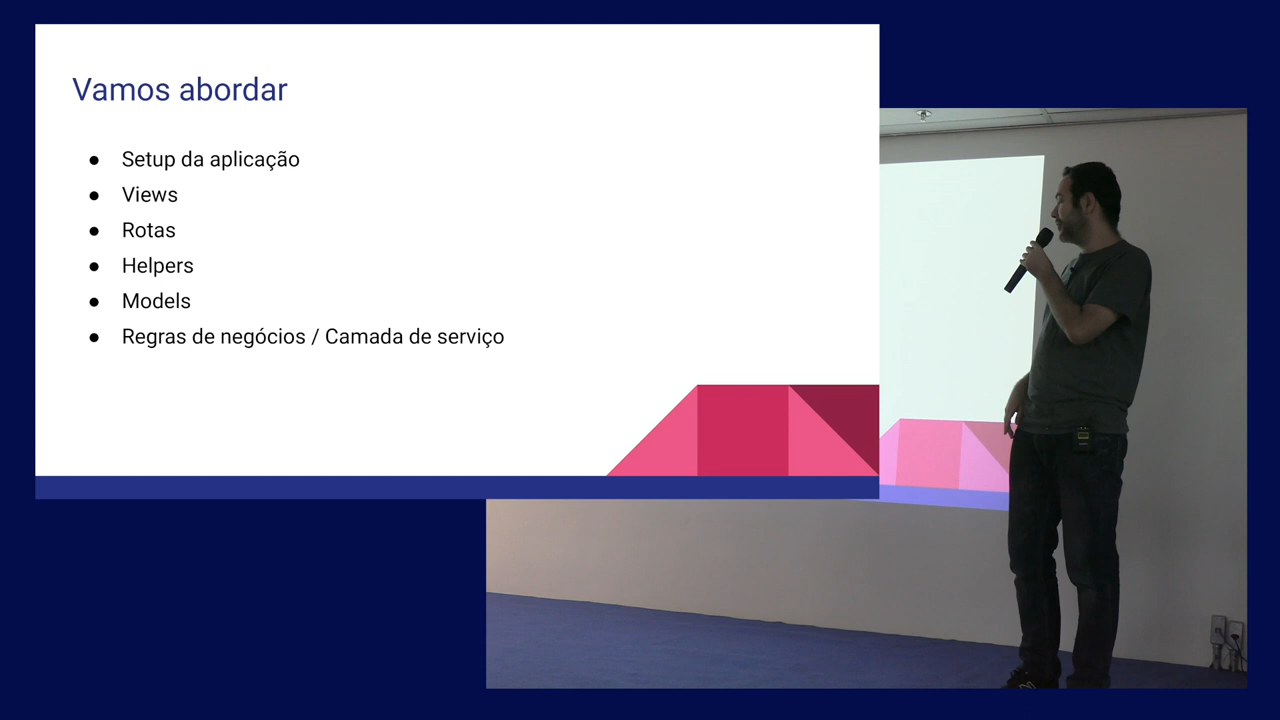 Vamos abordar
● Setup da aplicação
● Views
● Rotas
● Helpers
● Models
● Regras de negócios / Camada de serviço